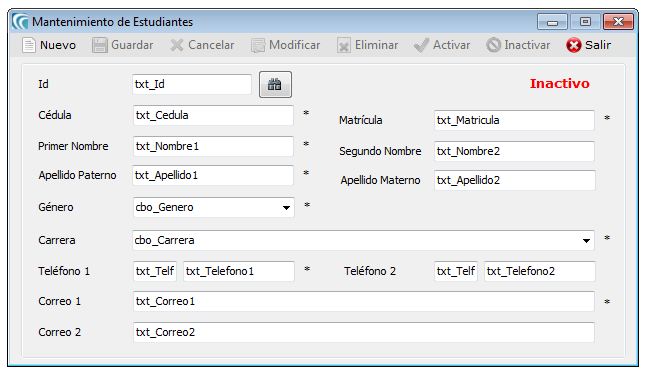 Mantenimiento de Estudiantes
Nuevo Guardar Cancelar Modificar Eliminar Activar Inactivar Salir
Id txt_Id Inactivo
Cédula txt_Cedula * Matrícula txt_Matricula *
Primer Nombre txt_Nombre1 * Segundo Nombre txt_Nombre2
Apellido Paterno txt_Apellido1 * Apellido Materno txt_Apellido2
Género cbo_Genero *
Carrera cbo_Carrera *
Teléfono 1 txt_Telf txt_Telefono1 * Teléfono 2 txt_Telf txt_Telefono2
Correo 1 txt_Correo1 *
Correo 2 txt_Correo2